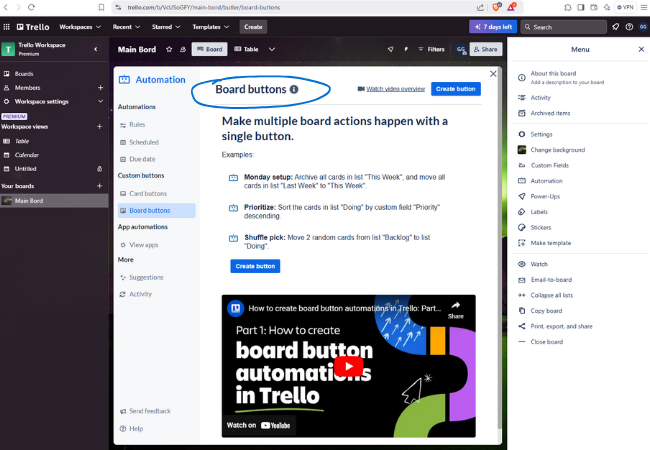 trello.com/b/VcU5oGFY/main-bord/butler/board-buttons
VPN
Trello
Workspaces
Recent
Starred
Templates
Create
7 days left
Search
GG
T
Trello Workspace
Premium
Boards
Members
Workspace settings
PREMIUM
Workspace views
Table
Calendar
Untitled
Your boards
Main Bord
Main Bord
Board
Table
Filters
GG
Share
Automation
Automations
Rules
Scheduled
Due date
Custom buttons
Card buttons
Board buttons
App automations
View apps
More
Suggestions
Activity
Send feedback
Help
Board buttons
Watch video overview
Create button
Make multiple board actions happen with a
single button.
Examples:
Monday setup: Archive all cards in list "This Week", and move all
cards in list "Last Week" to "This Week".
Prioritize: Sort the cards in list "Doing" by custom field "Priority"
descending.
Shuffle pick: Move 2 random cards from list "Backlog" to list
"Doing".
Create button
How to create board button automations in Trello: Part...
Share
Part 1: How to create
board button
automations
in Trello
Watch on YouTube
Menu
About this board
Add a description to your board
Activity
Archived items
Settings
Change background
Custom Fields
Automation
Power-Ups
Labels
Stickers
Make template
Watch
Email-to-board
Collapse all lists
Copy board
Print, export, and share
Close board